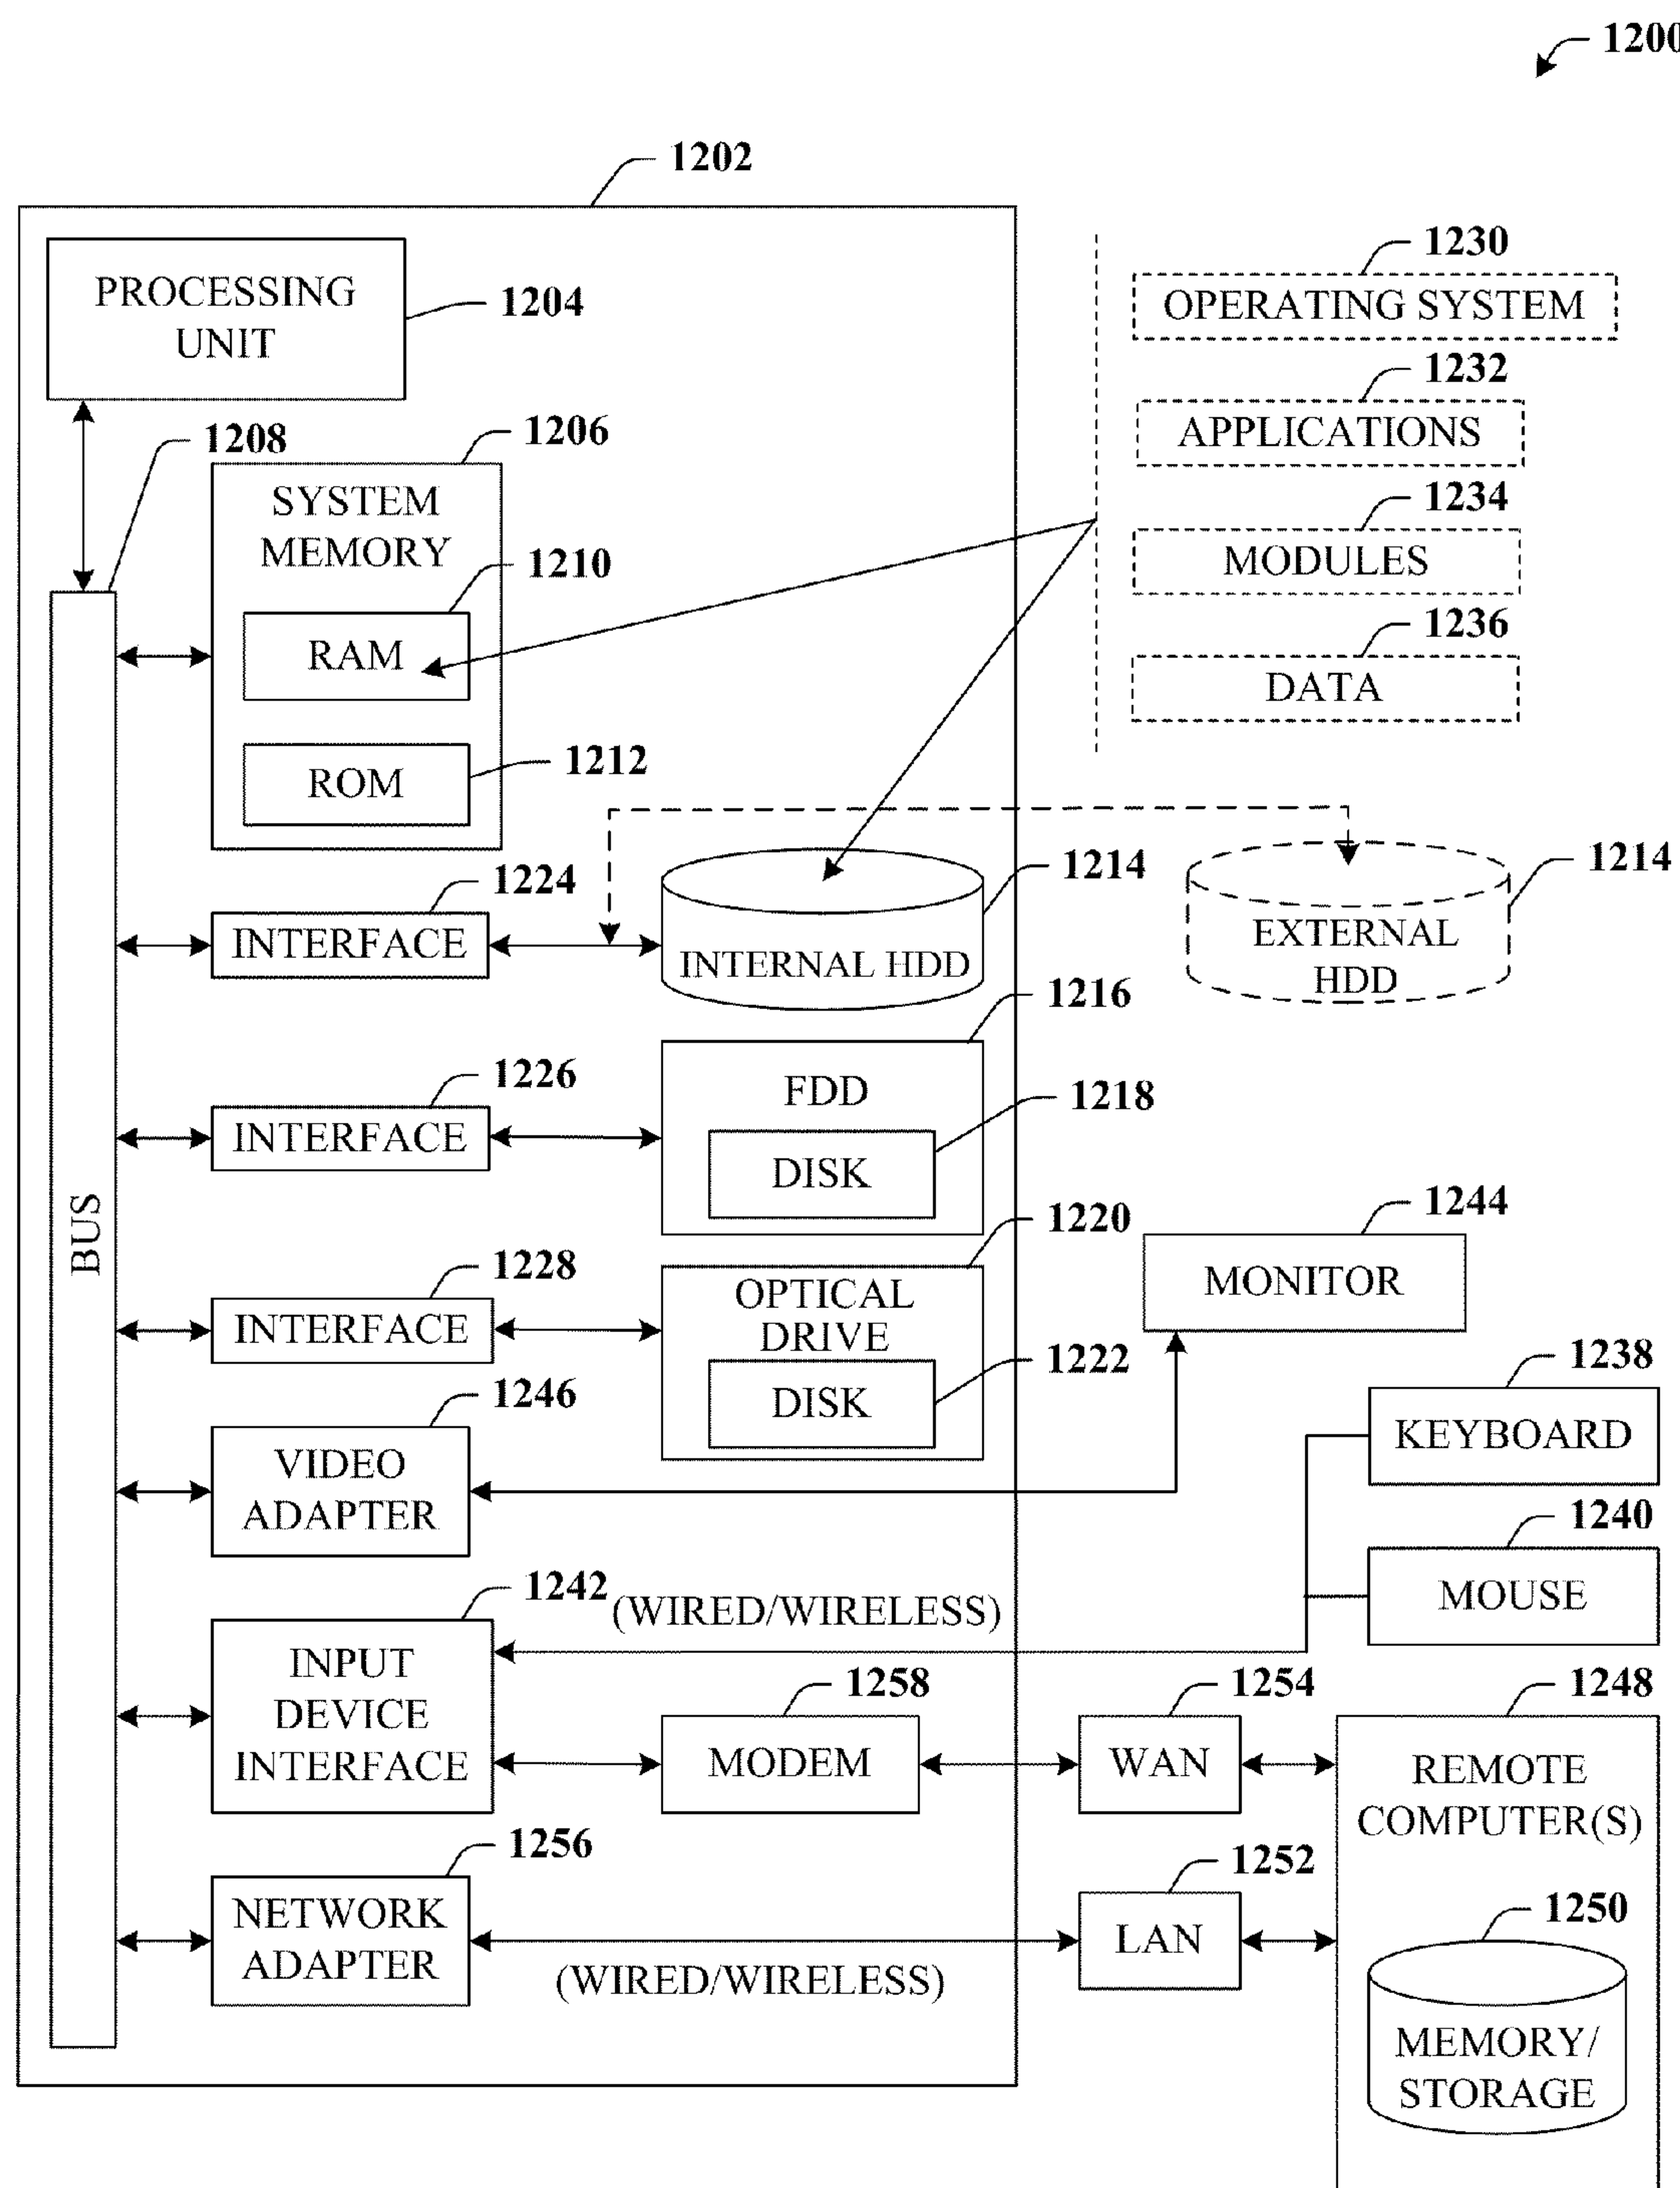 1200
1202
PROCESSING
UNIT
1204
1230
OPERATING SYSTEM
1232
APPLICATIONS
1234
MODULES
1236
DATA
1208
1206
SYSTEM
MEMORY
1210
RAM
1212
ROM
1224
INTERFACE
1214
INTERNAL HDD
1214
EXTERNAL
HDD
1216
FDD
1218
DISK
1226
INTERFACE
BUS
1220
OPTICAL
DRIVE
1222
DISK
1228
INTERFACE
1244
MONITOR
1246
VIDEO
ADAPTER
1238
KEYBOARD
1240
MOUSE
1242
(WIRED/WIRELESS)
INPUT
DEVICE
INTERFACE
1258
MODEM
1254
WAN
1248
REMOTE
COMPUTER(S)
1256
NETWORK
ADAPTER
(WIRED/WIRELESS)
1252
LAN
1250
MEMORY/
STORAGE